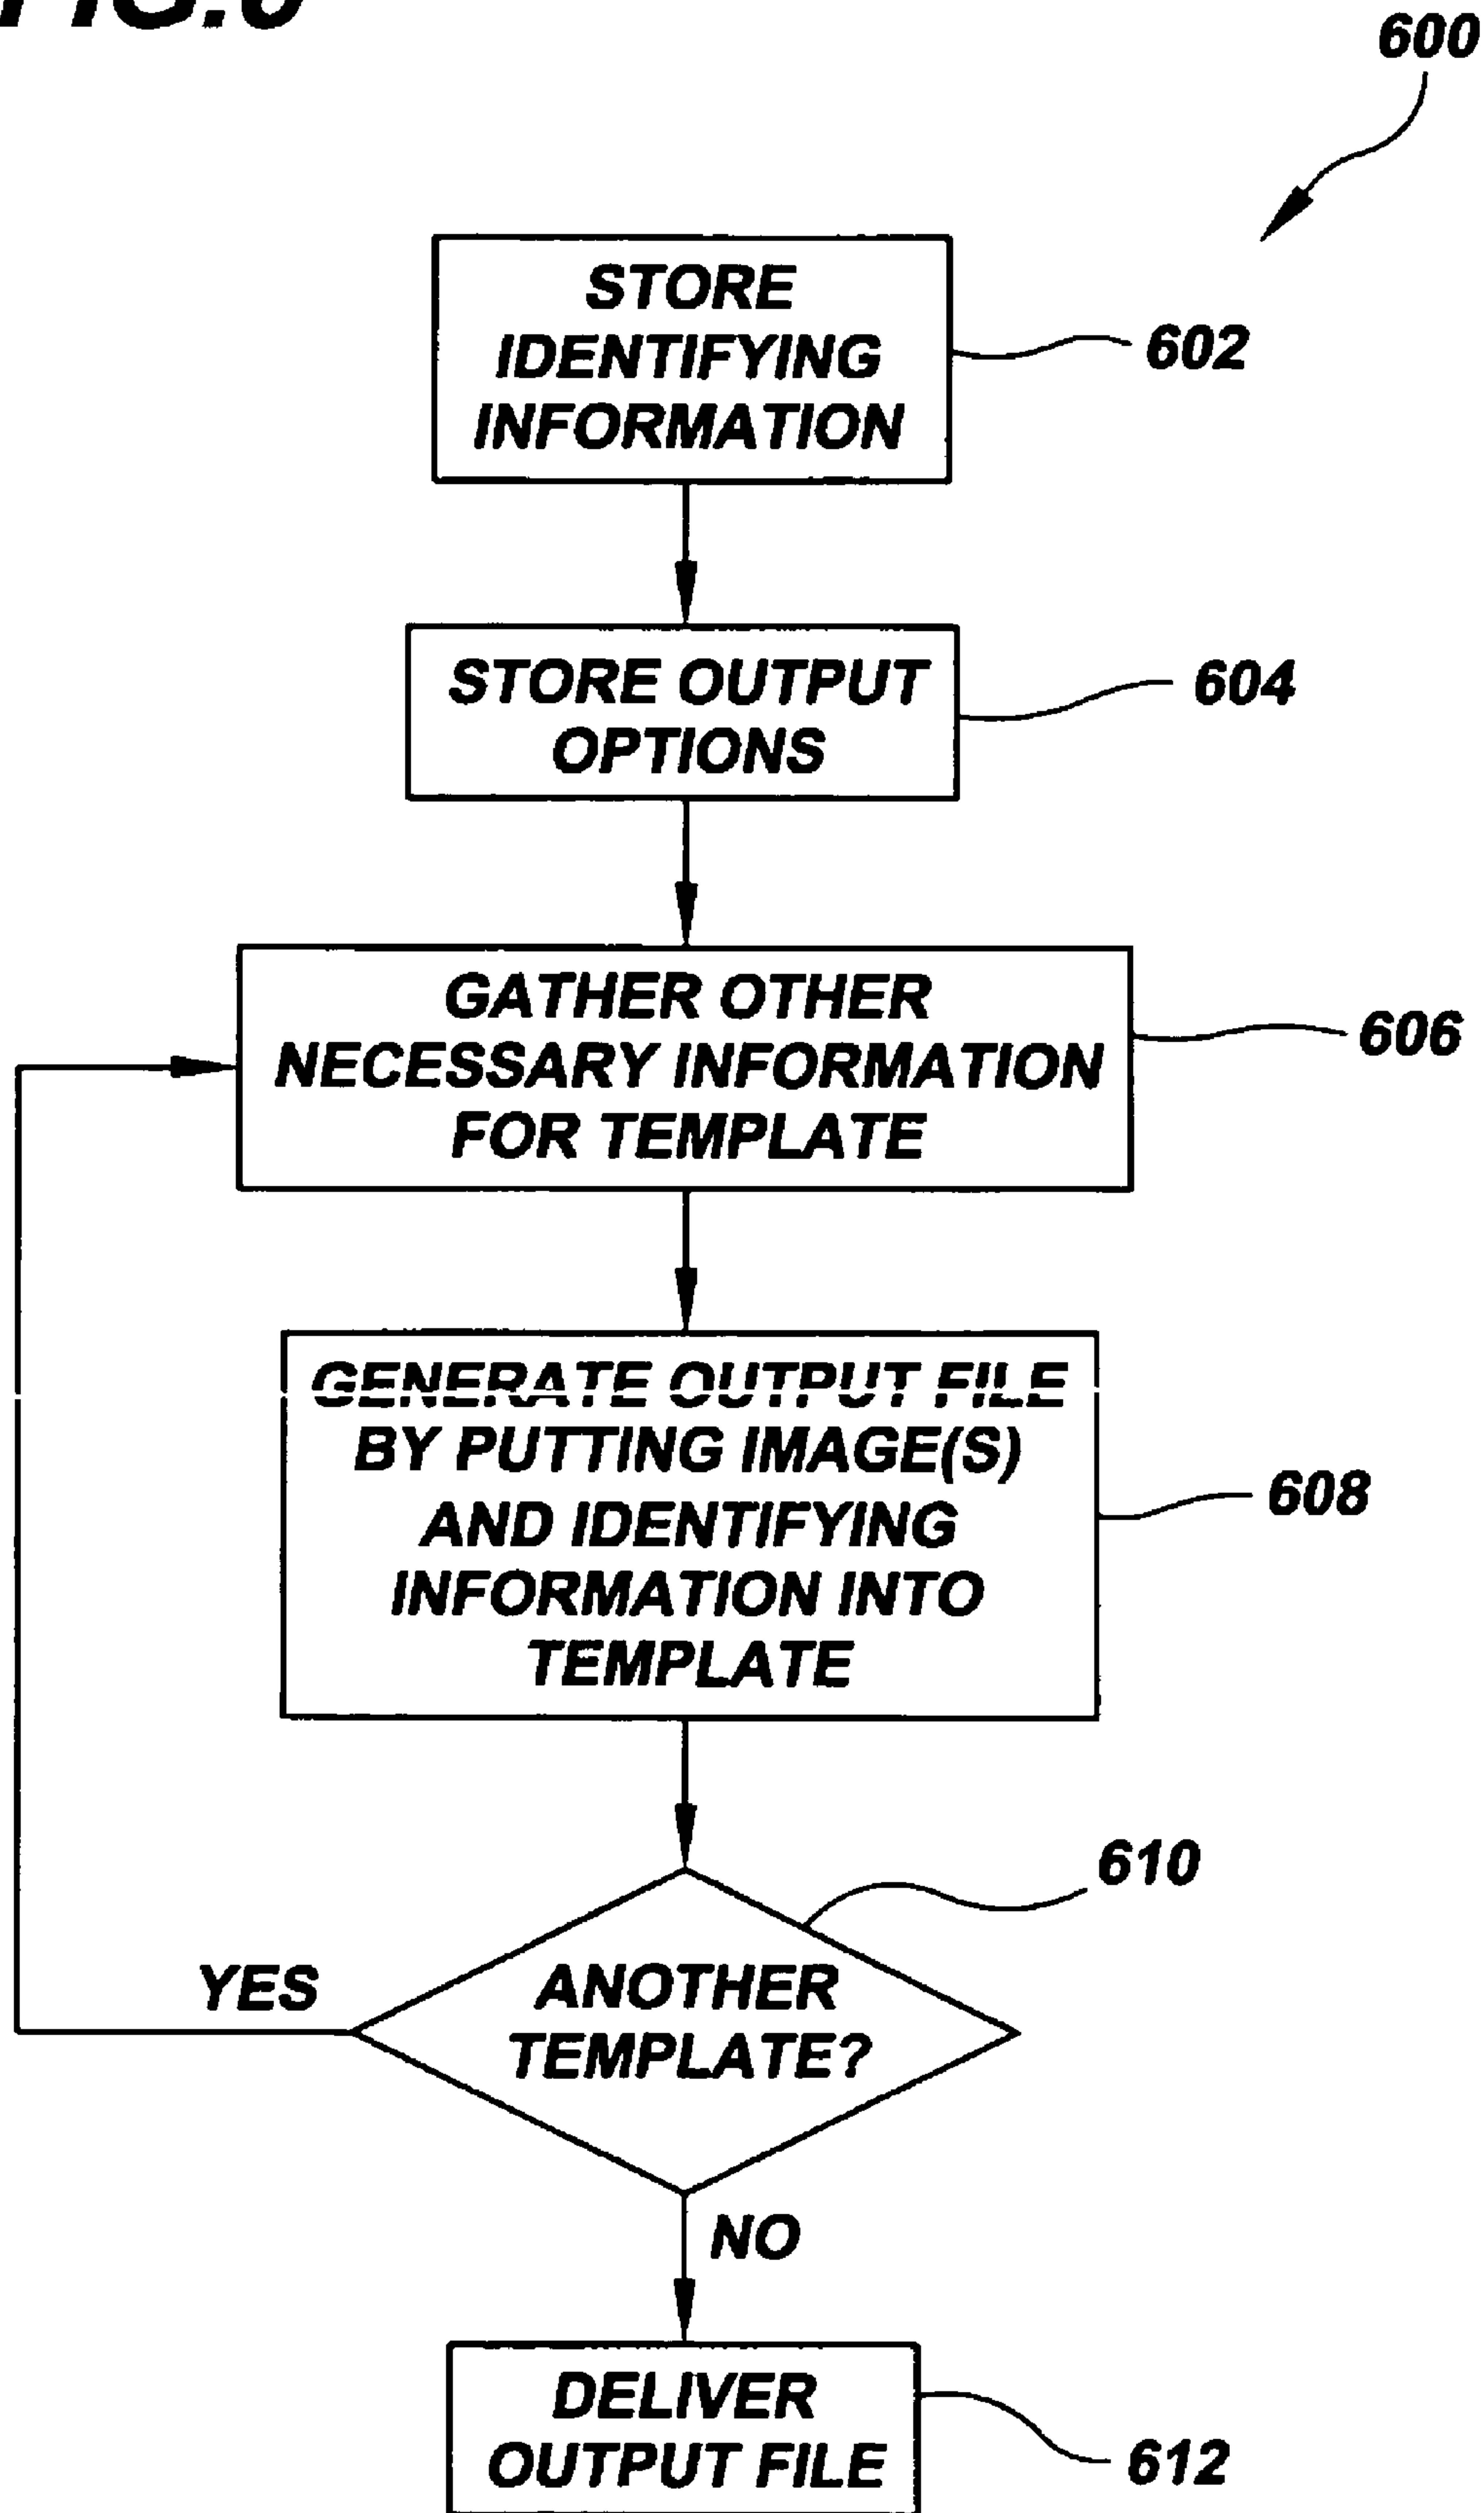 600
STORE
IDENTIFYING
INFORMATION
602
STORE OUTPUT
OPTIONS
604
GATHER OTHER
NECESSARY INFORMATION
FOR TEMPLATE
606
GENERATE OUTPUT FILE
BY PUTTING IMAGE(S)
AND IDENTIFYING
INFORMATION INTO
TEMPLATE
608
610
YES
ANOTHER
TEMPLATE?
NO
DELIVER
OUTPUT FILE
612